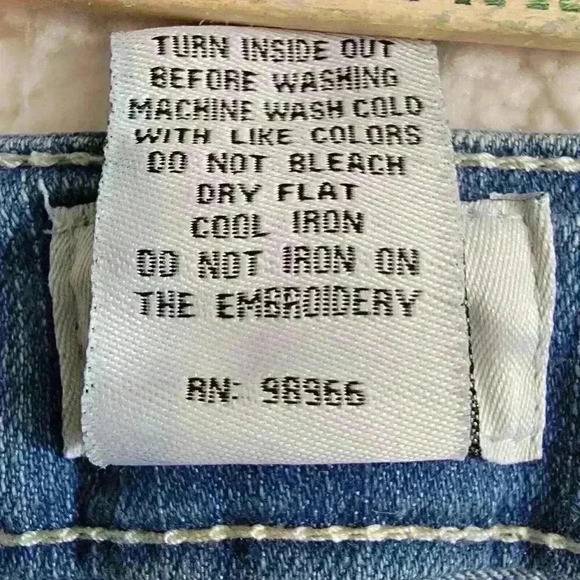 TURN INSIDE OUT
BEFORE WASHING
MACHINE WASH COLD
WITH LIKE COLORS
DO NOT BLEACH
DRY FLAT
COOL IRON
DO NOT IRON ON
THE EMBROIDERY
RN: 98966